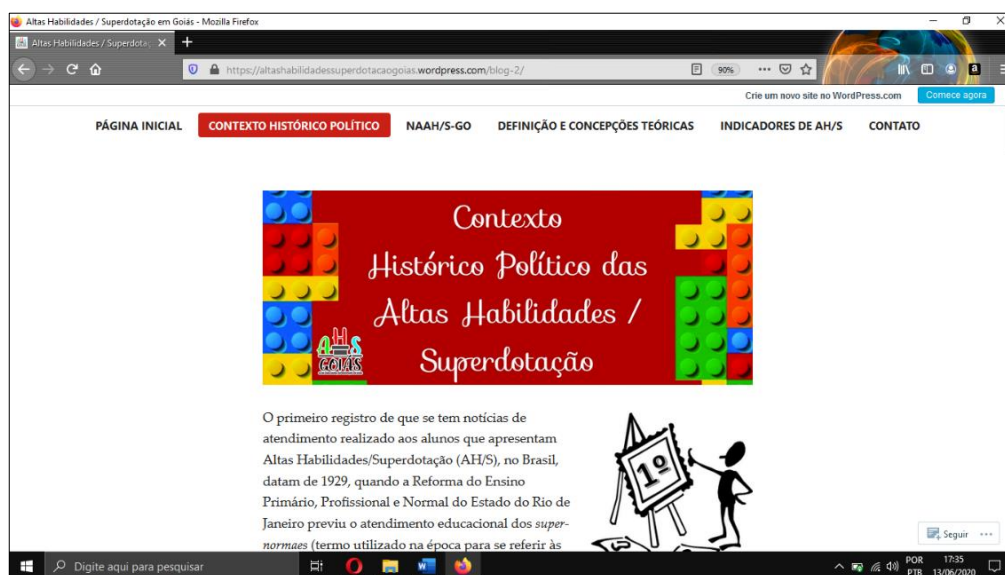 Altas Habilidades / Superdotação em Goiás - Mozilla Firefox
Altas Habilidades / Superdotaç
https://altashabilidadessuperdotacaogoias.wordpress.com/blog-2/
90%
Crie um novo site no WordPress.com
Comece agora
PÁGINA INICIAL CONTEXTO HISTÓRICO POLÍTICO NAAH/S-GO DEFINIÇÃO E CONCEPÇÕES TEÓRICAS INDICADORES DE AH/S CONTATO
Contexto
Histórico Político das
Altas Habilidades /
Superdotação
AHS
GOIÁS
O primeiro registro de que se tem notícias de
atendimento realizado aos alunos que apresentam
Altas Habilidades/Superdotação (AH/S), no Brasil,
datam de 1929, quando a Reforma do Ensino
Primário, Profissional e Normal do Estado do Rio de
Janeiro previu o atendimento educacional dos super-
normaes (termo utilizado na época para se referir às
1º
Seguir
Digite aqui para pesquisar
POR
PTB
17:35
13/06/2020